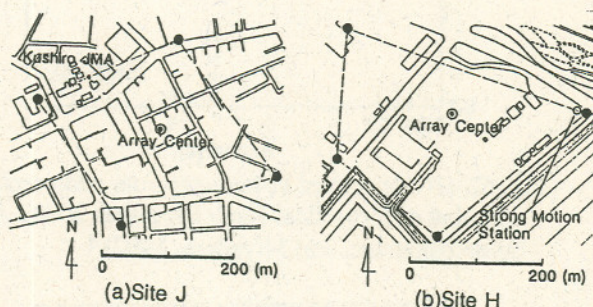 Kushiro JMA
Array Center
N
0 200 (m)
(a)Site J
Array Center
Strong Motion
Station
N
0 200 (m)
(b)Site H